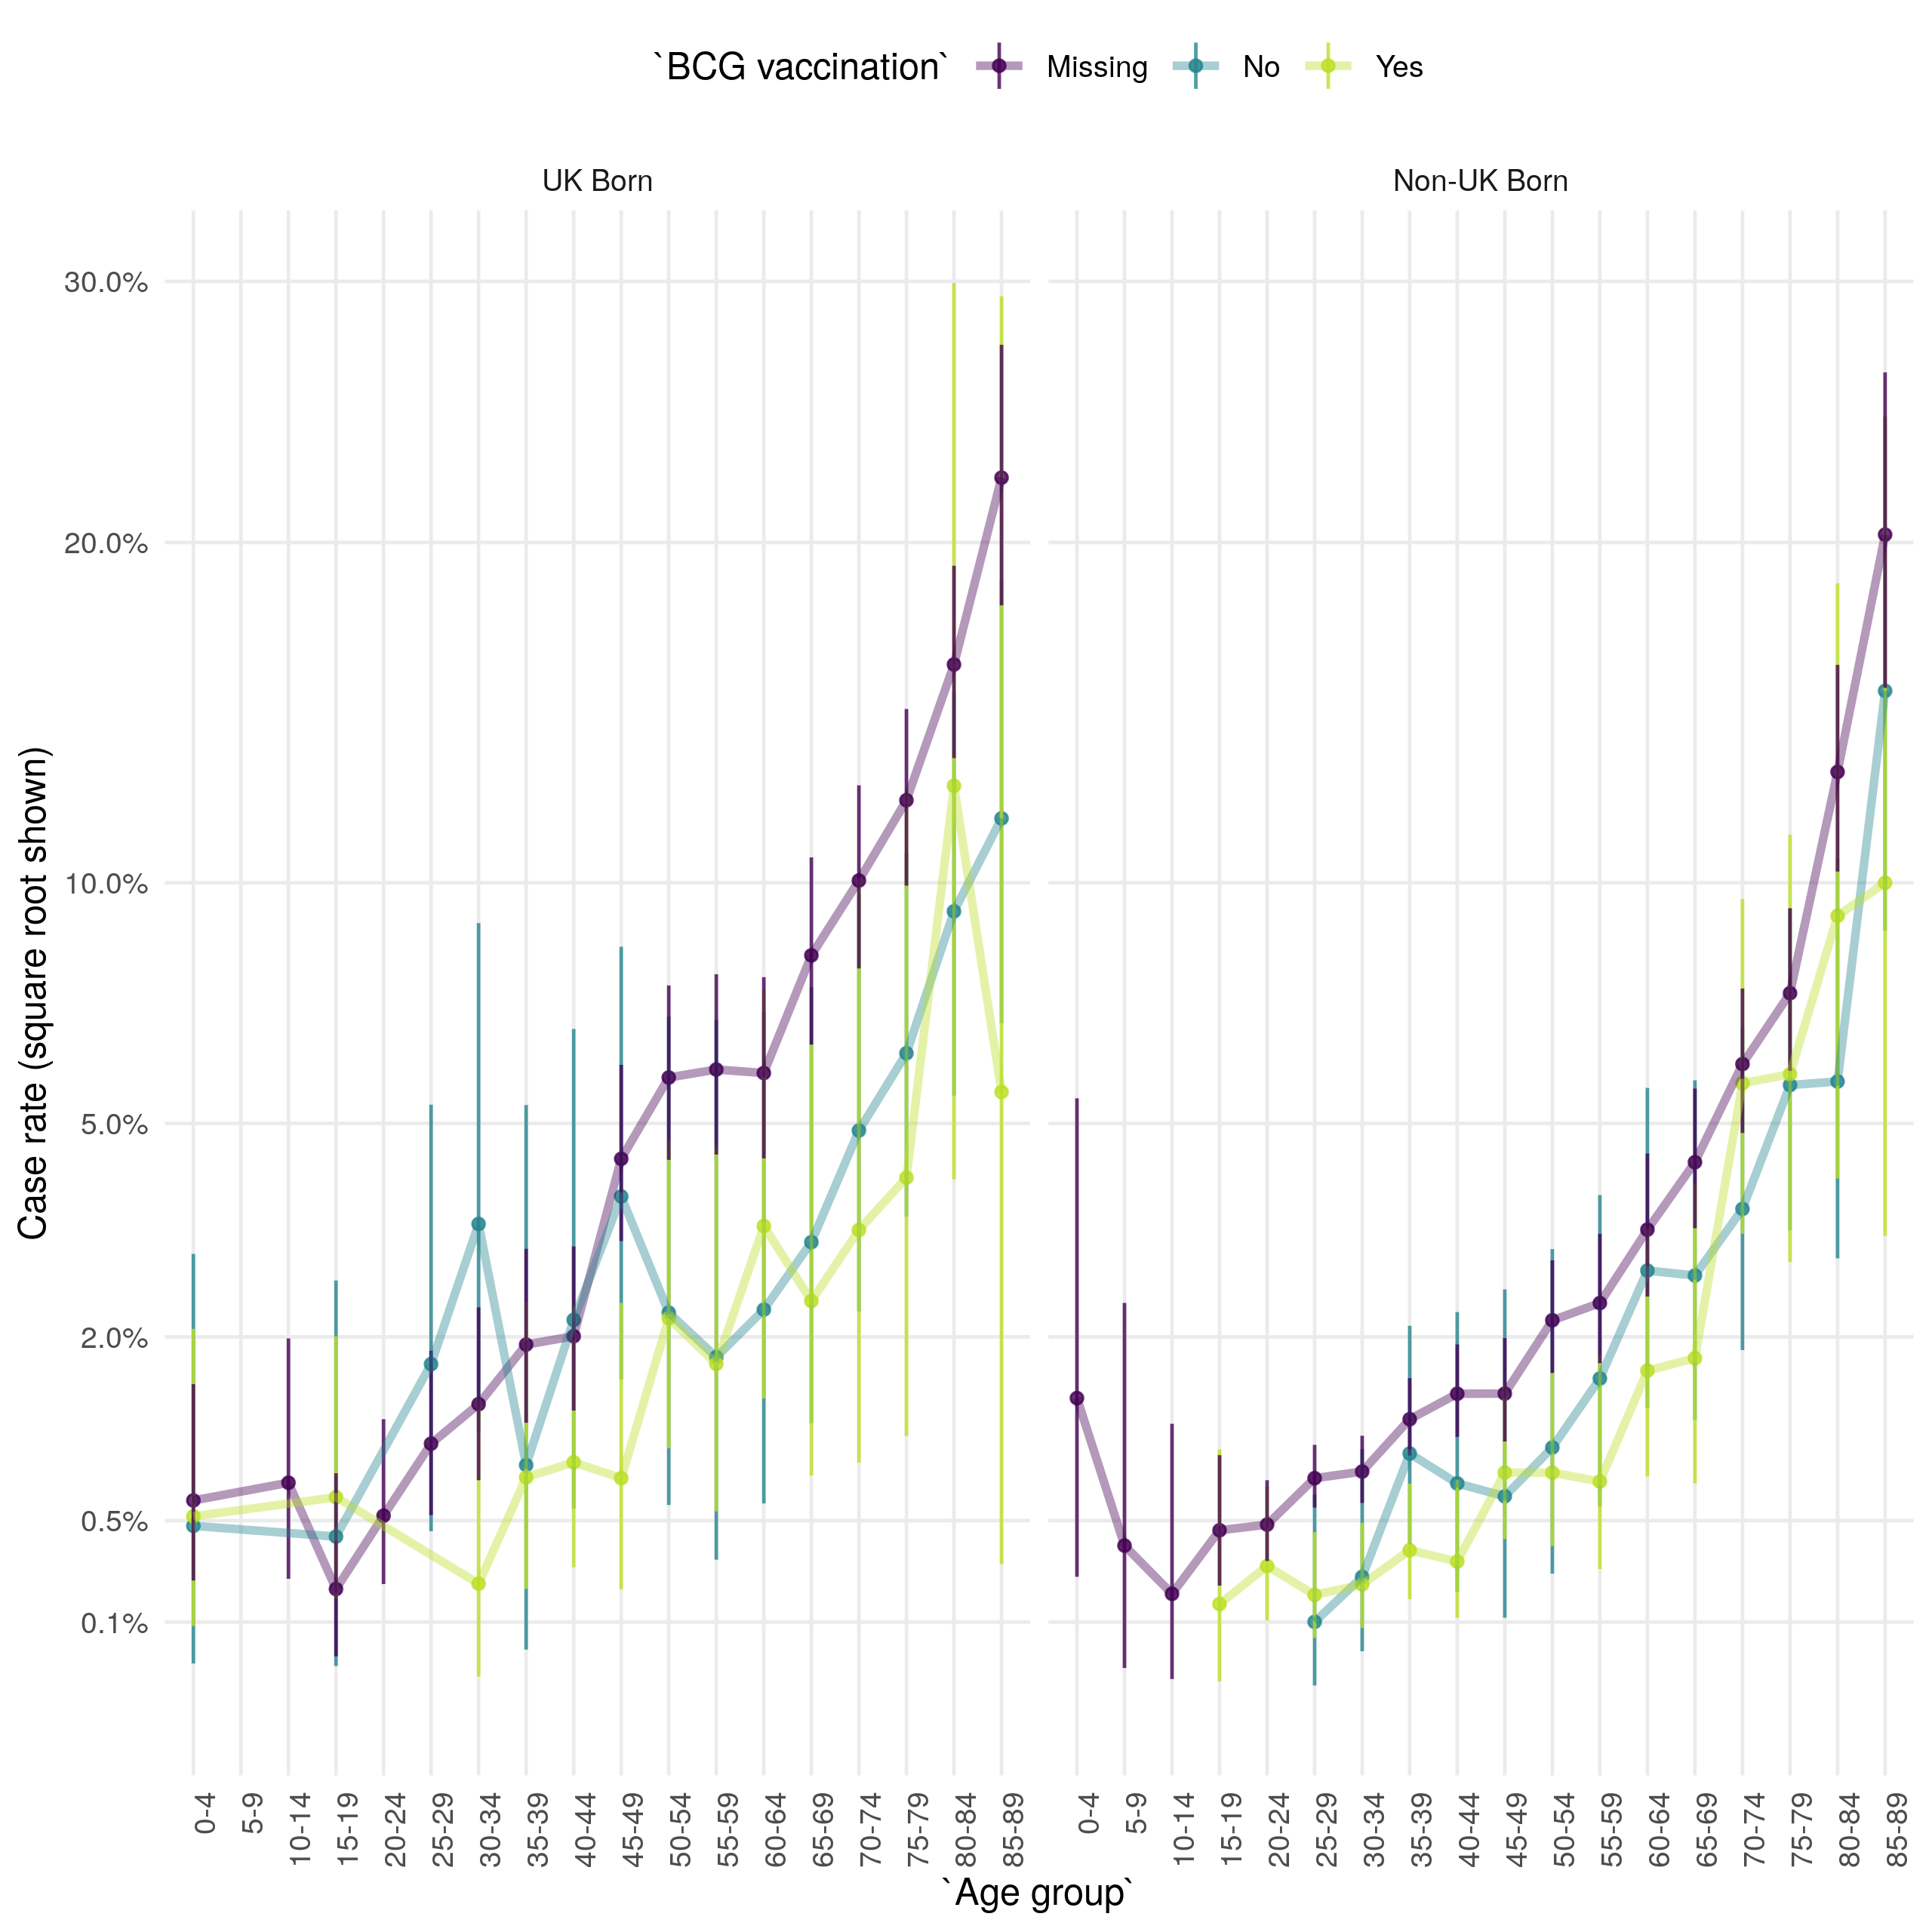 `BCG vaccination` Missing No Yes
UK Born Non-UK Born
30.0%
20.0%
10.0%
5.0%
2.0%
0.5%
0.1%
Case rate (square root shown)
0-4 5-9 10-14 15-19 20-24 25-29 30-34 35-39 40-44 45-49 50-54 55-59 60-64 65-69 70-74 75-79 80-84 85-89 0-4 5-9 10-14 15-19 20-24 25-29 30-34 35-39 40-44 45-49 50-54 55-59 60-64 65-69 70-74 75-79 80-84 85-89
`Age group`